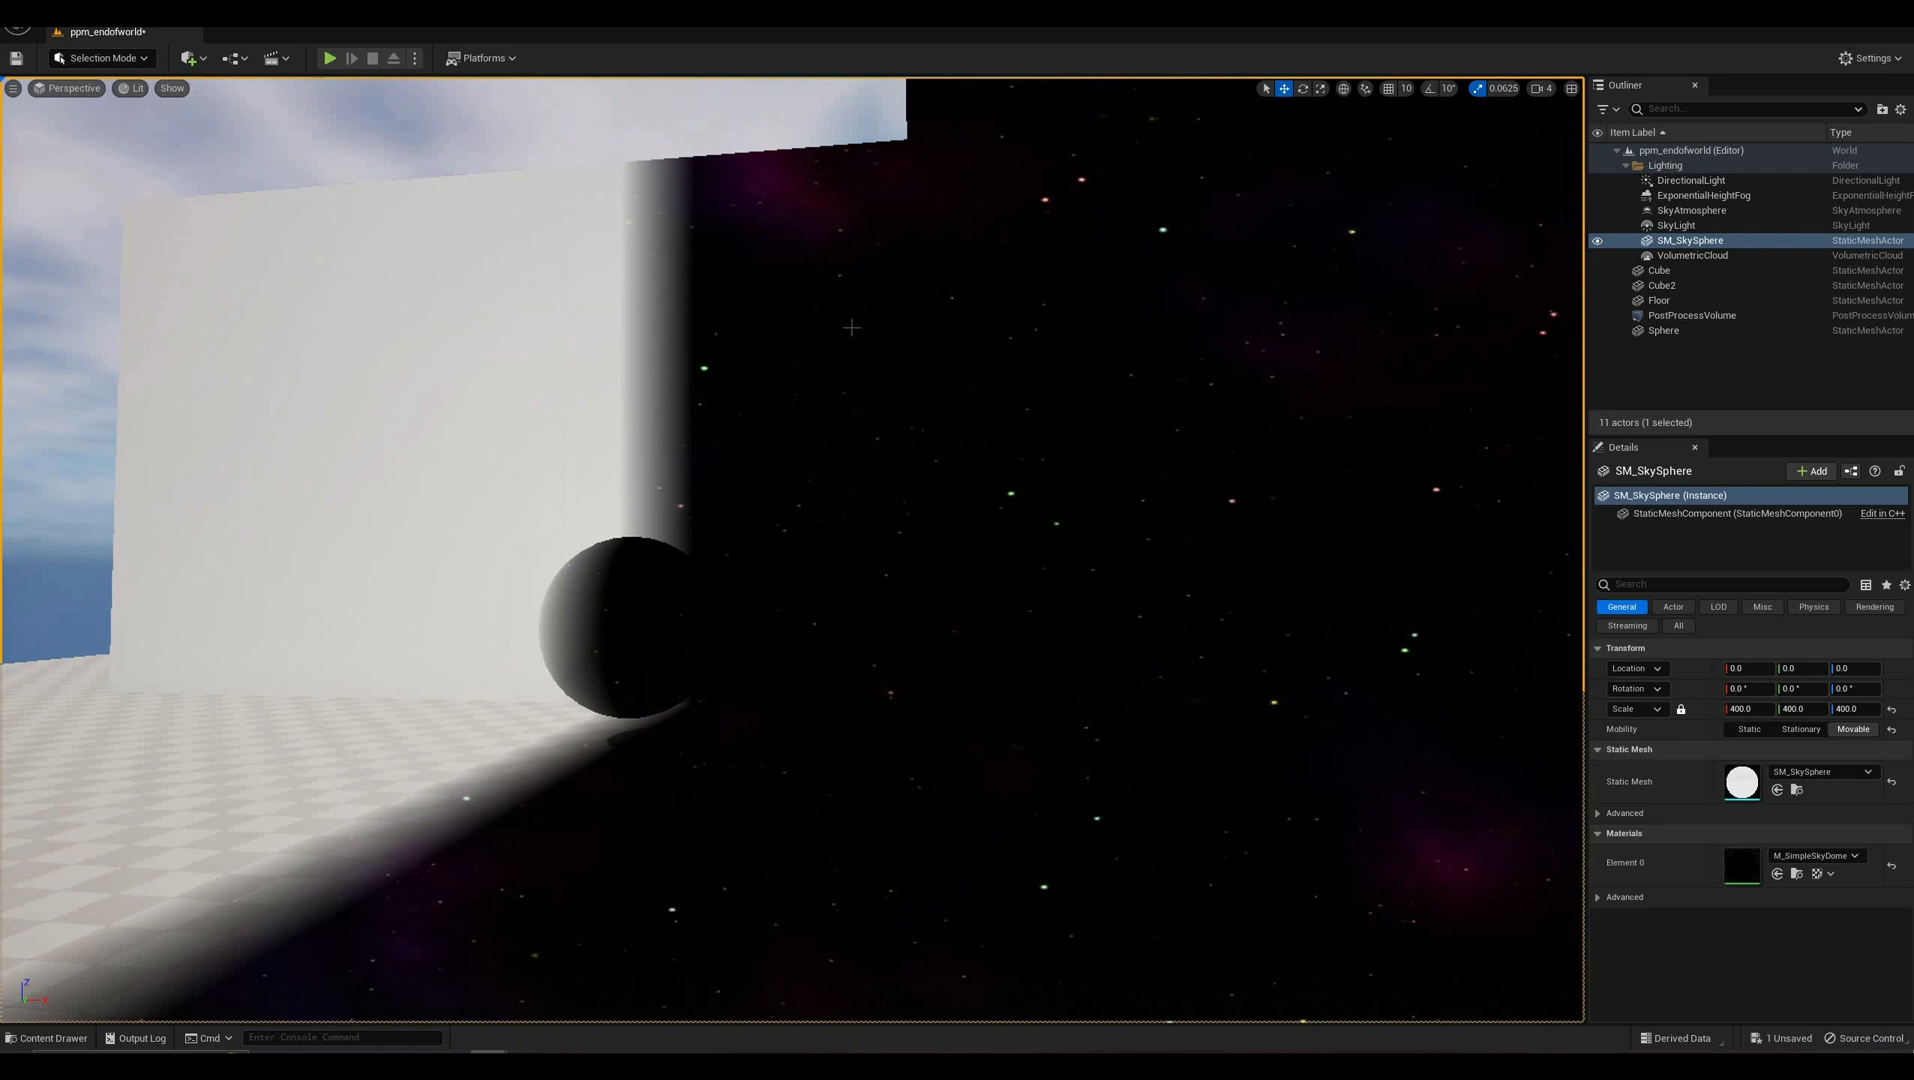 ppm_endofworld*
Selection Mode
Platforms
Settings
Perspective
Lit
Show
10
10°
0.0625
4
Outliner
Search...
Item Label
Type
ppm_endofworld (Editor)
World
Lighting
Folder
DirectionalLight
DirectionalLight
ExponentialHeightFog
ExponentialHeightF
SkyAtmosphere
SkyAtmosphere
SkyLight
SkyLight
SM_SkySphere
StaticMeshActor
VolumetricCloud
VolumetricCloud
Cube
StaticMeshActor
Cube2
StaticMeshActor
Floor
StaticMeshActor
PostProcessVolume
PostProcessVolum
Sphere
StaticMeshActor
11 actors (1 selected)
Details
SM_SkySphere
+ Add
SM_SkySphere (Instance)
StaticMeshComponent (StaticMeshComponent0)
Edit in C++
Search
General
Actor
LOD
Misc
Physics
Rendering
Streaming
All
Transform
Location
0.0
0.0
0.0
Rotation
0.0 °
0.0 °
0.0 °
Scale
400.0
400.0
400.0
Mobility
Static
Stationary
Movable
Static Mesh
Static Mesh
SM_SkySphere
Advanced
Materials
Element 0
M_SimpleSkyDome
Advanced
Z
X
Content Drawer
Output Log
Cmd
Enter Console Command
Derived Data
1 Unsaved
Source Control